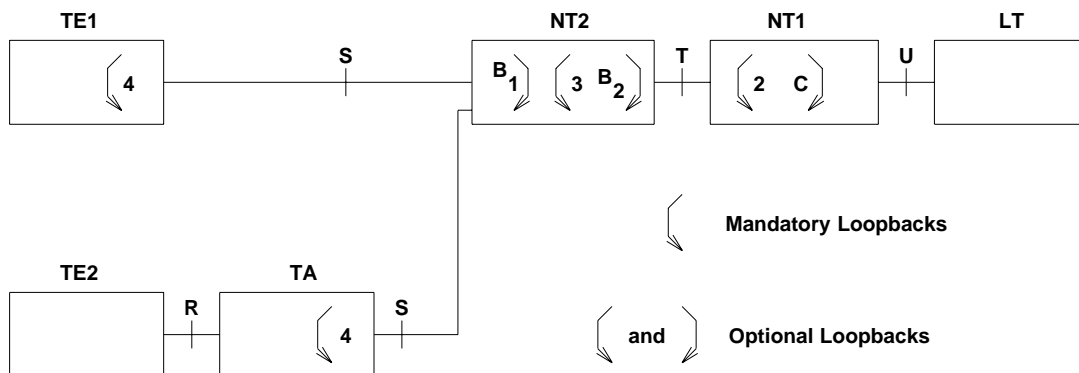 TE1 NT2 NT1 LT
4 S B1 3 B2 T 2 C U
Mandatory Loopbacks
TE2 TA
R 4 S
and Optional Loopbacks